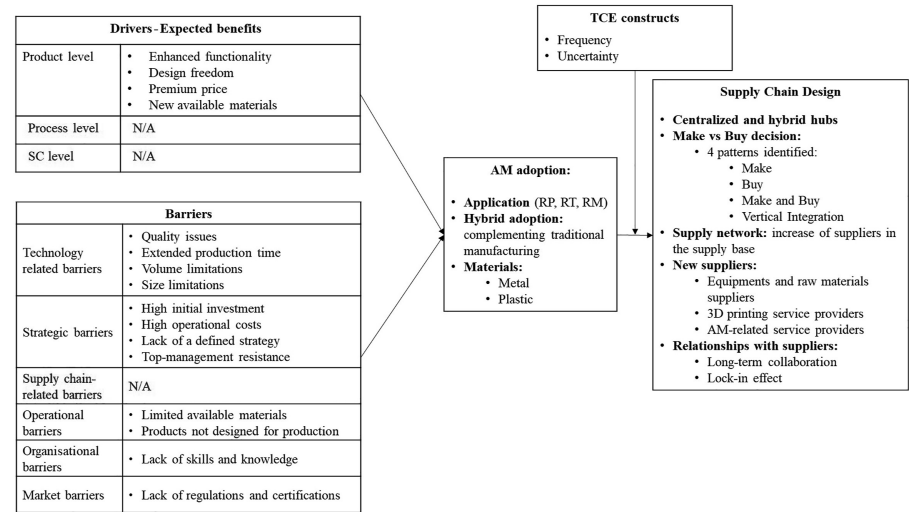 Drivers-Expected benefits
Product level
• Enhanced functionality
• Design freedom
• Premium price
• New available materials
Process level
N/A
SC level
N/A
Barriers
Technology
related barriers
• Quality issues
• Extended production time
• Volume limitations
• Size limitations
Strategic barriers
• High initial investment
• High operational costs
• Lack of a defined strategy
• Top-management resistance
Supply chain-
related barriers
N/A
Operational
barriers
• Limited available materials
• Products not designed for production
Organisational
barriers
• Lack of skills and knowledge
Market barriers
• Lack of regulations and certifications
AM adoption:
• Application (RP, RT, RM)
• Hybrid adoption:
complementing traditional
manufacturing
• Materials:
• Metal
• Plastic
TCE constructs
• Frequency
• Uncertainty
Supply Chain Design
• Centralized and hybrid hubs
• Make vs Buy decision:
• 4 patterns identified:
• Make
• Buy
• Make and Buy
• Vertical Integration
• Supply network: increase of suppliers in
the supply base
• New suppliers:
• Equipments and raw materials
suppliers
• 3D printing service providers
• AM-related service providers
• Relationships with suppliers:
• Long-term collaboration
• Lock-in effect